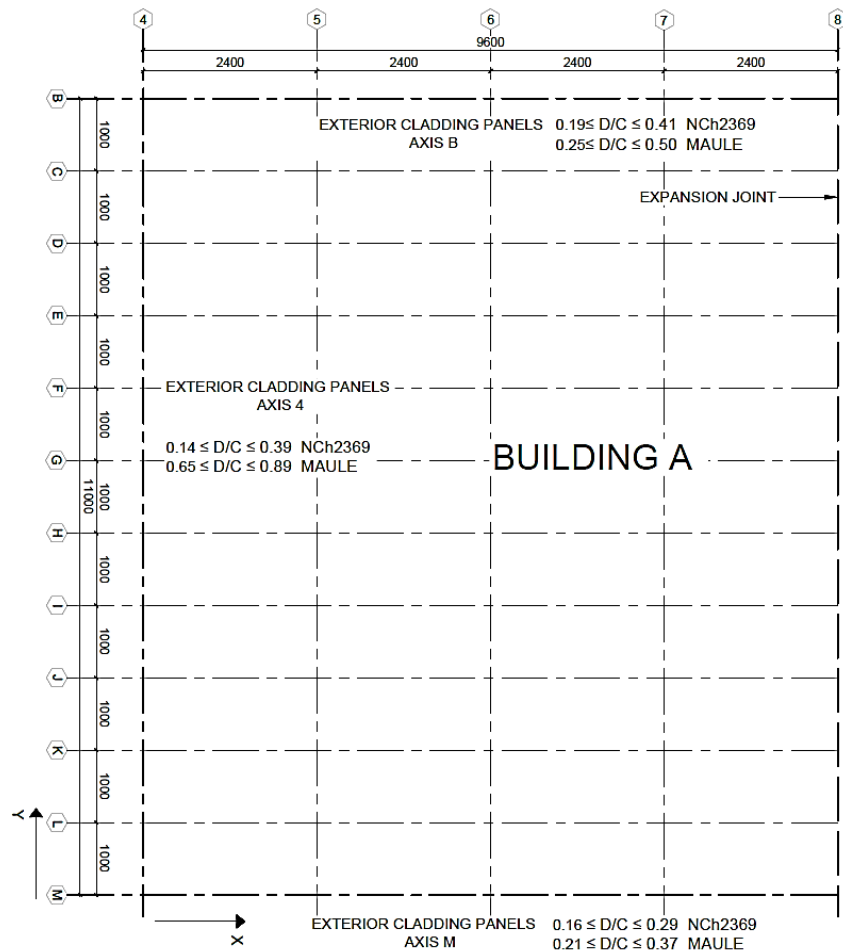 4 5 6 7 8
9600
2400 2400 2400 2400
B
EXTERIOR CLADDING PANELS 0.19≤ D/C ≤ 0.41 NCh2369
AXIS B 0.25≤ D/C ≤ 0.50 MAULE
1000
C
EXPANSION JOINT
1000
D
1000
E
1000
F
EXTERIOR CLADDING PANELS
AXIS 4
1000
0.14 ≤ D/C ≤ 0.39 NCh2369
G
BUILDING A
0.65 ≤ D/C ≤ 0.89 MAULE
11000
1000
H
1000
I
1000
J
1000
K
1000
Y
L
1000
M
X
EXTERIOR CLADDING PANELS 0.16 ≤ D/C ≤ 0.29 NCh2369
AXIS M 0.21 ≤ D/C ≤ 0.37 MAULE